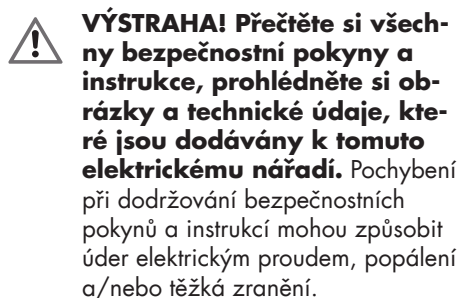 VÝSTRAHA! Přečtěte si všech-
ny bezpečnostní pokyny a
instrukce, prohlédněte si ob-
rázky a technické údaje, kte-
ré jsou dodávány k tomuto
elektrickému nářadí. Pochybení
při dodržování bezpečnostních
pokynů a instrukcí mohou způsobit
úder elektrickým proudem, popálení
a/nebo těžká zranění.